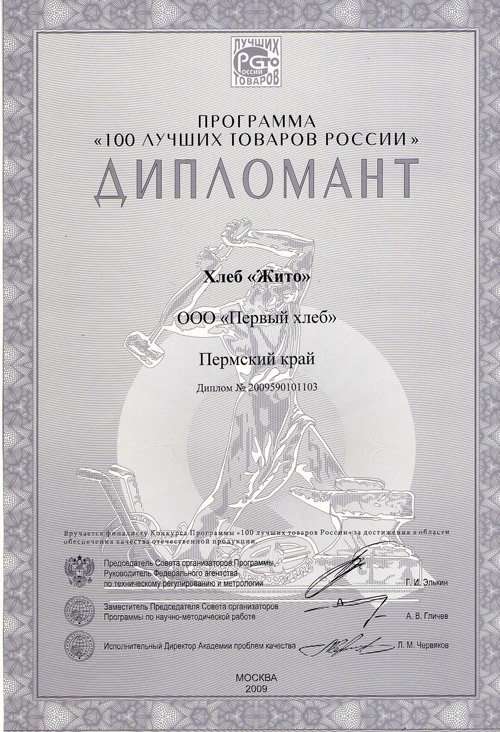 ЛУЧШИХ
РСТО
РОССИИ
ТОВАРОВ
ПРОГРАММА
«100 ЛУЧШИХ ТОВАРОВ РОССИИ»
ДИПЛОМАНТ
Хлеб «Жито»
ООО «Первый хлеб»
Пермский край
Диплом № 2009590101103
Вручается финалисту Конкурса Программы «100 лучших товаров России» за достижения в области
обеспечения качества отечественной продукции.
Председатель Совета организаторов Программы,
Руководитель Федерального агентства
по техническому регулированию и метрологии
Г. И. Элькин
Заместитель Председателя Совета организаторов
Программы по научно-методической работе
А. В. Гличев
Исполнительный Директор Академии проблем качества
Л. М. Червяков
МОСКВА
2009